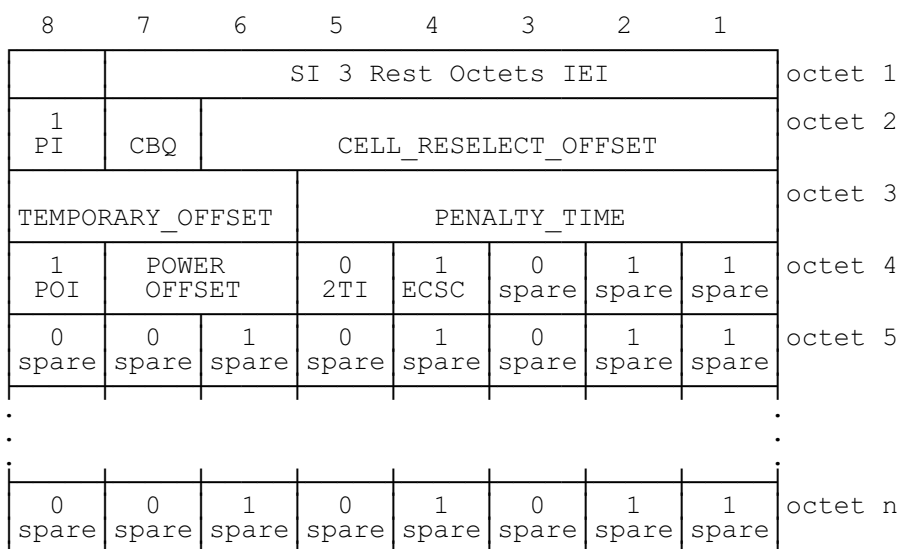 8 7 6 5 4 3 2 1
SI 3 Rest Octets IEI octet 1
1 octet 2
PI CBQ CELL_RESELECT_OFFSET
octet 3
TEMPORARY_OFFSET PENALTY_TIME
1 POWER 0 1 0 1 1 octet 4
POI OFFSET 2TI ECSC spare spare spare
0 0 1 0 1 0 1 1 octet 5
spare spare spare spare spare spare spare spare
0 0 1 0 1 0 1 1 octet n
spare spare spare spare spare spare spare spare